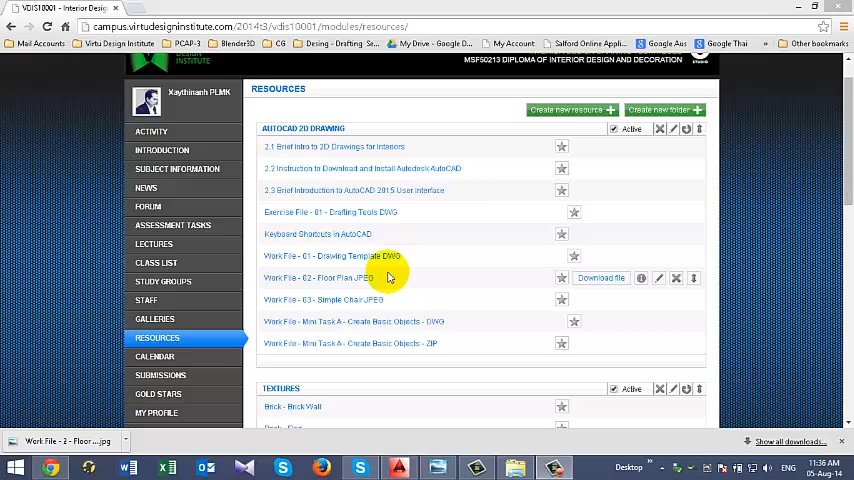 VDIS10001 - Interior Desig
campus.virtudesigninstitute.com/2014t3/vdis10001/modules/resources/
Mail Accounts
Virtu Design Institute
PCAP-3
Blender3D
CG
Desing - Drafting
My Drive - Google D...
My Account
Salford Online Appli...
Google Aus
Google Thai
»
Other bookmarks
INSTITUTE
MSF50213 DIPLOMA OF INTERIOR DESIGN AND DECORATION
STUDIO
Xaythinanh PLMK
ACTIVITY
INTRODUCTION
SUBJECT INFORMATION
NEWS
FORUM
ASSESSMENT TASKS
LECTURES
CLASS LIST
STUDY GROUPS
STAFF
GALLERIES
RESOURCES
CALENDAR
SUBMISSIONS
GOLD STARS
MY PROFILE
RESOURCES
Create new resource
Create new folder
AUTOCAD 2D DRAWING
Active
2.1 Brief Intro to 2D Drawings for Interiors
2.2 Instruction to Download and Install Autodesk AutoCAD
2.3 Brief Introduction to AutoCAD 2015 User Interface
Exercise File - 01 - Drafting Tools DWG
Keyboard Shortcuts in AutoCAD
Work File - 01 - Drawing Template DWG
Work File - 02 - Floor Plan JPEG
Download file
Work File - 03 - Simple Chair JPEG
Work File - Mini Task A - Create Basic Objects - DWG
Work File - Mini Task A - Create Basic Objects - ZIP
TEXTURES
Active
Brick - Brick Wall
Work File - 2 - Floor ....jpg
Show all downloads...
Desktop
»
ENG
11:36 AM
05-Aug-14